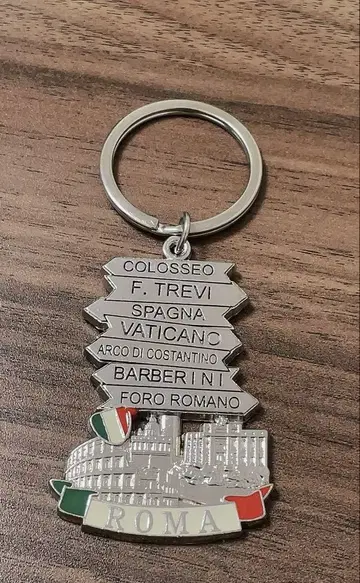 COLOSSEO
F. TREVI
SPAGNA
VATICANO
ARCO DI COSTANTINO
BARBERINI
FORO ROMANO
ROMA